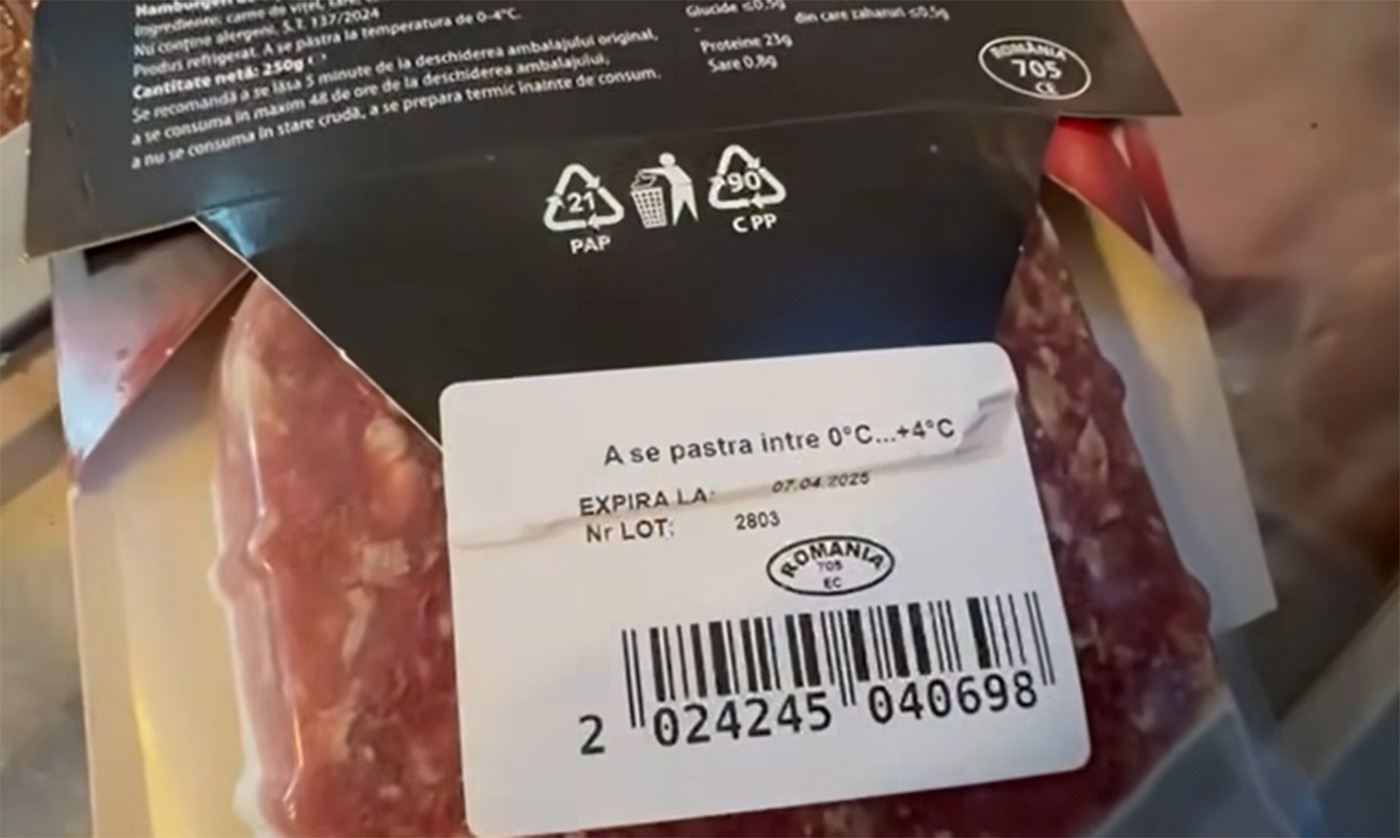 Hamburger
Ingrediente: carne de vițel, sare,
Nu conține alergeni. S.T. 137/2024
Produs refrigerat. A se păstra la temperatura de 0-4°C.
Cantitate netă: 250g
Se recomandă a se lăsa 5 minute de la deschiderea ambalajului original,
a se consuma în maxim 48 de ore de la deschiderea ambalajului,
a nu se consuma în stare crudă, a se prepara termic înainte de consum.
Glucide ≤0,5g
- din care zaharuri ≤0,5g
Proteine 23g
Sare 0,8g
ROMÂNIA
705
CE
21
PAP
90
C PP
A se pastra intre 0°C...+4°C
EXPIRA LA: 07.04.2025
Nr LOT: 2803
ROMANIA
705
EC
2 024245 040698